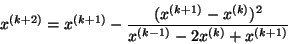 x^{(k+2)} = x^{(k+1)} - \frac{(x^{(k+1)} - x^{(k)})^2}{x^{(k-1)} - 2x^{(k)} + x^{(k+1)}}